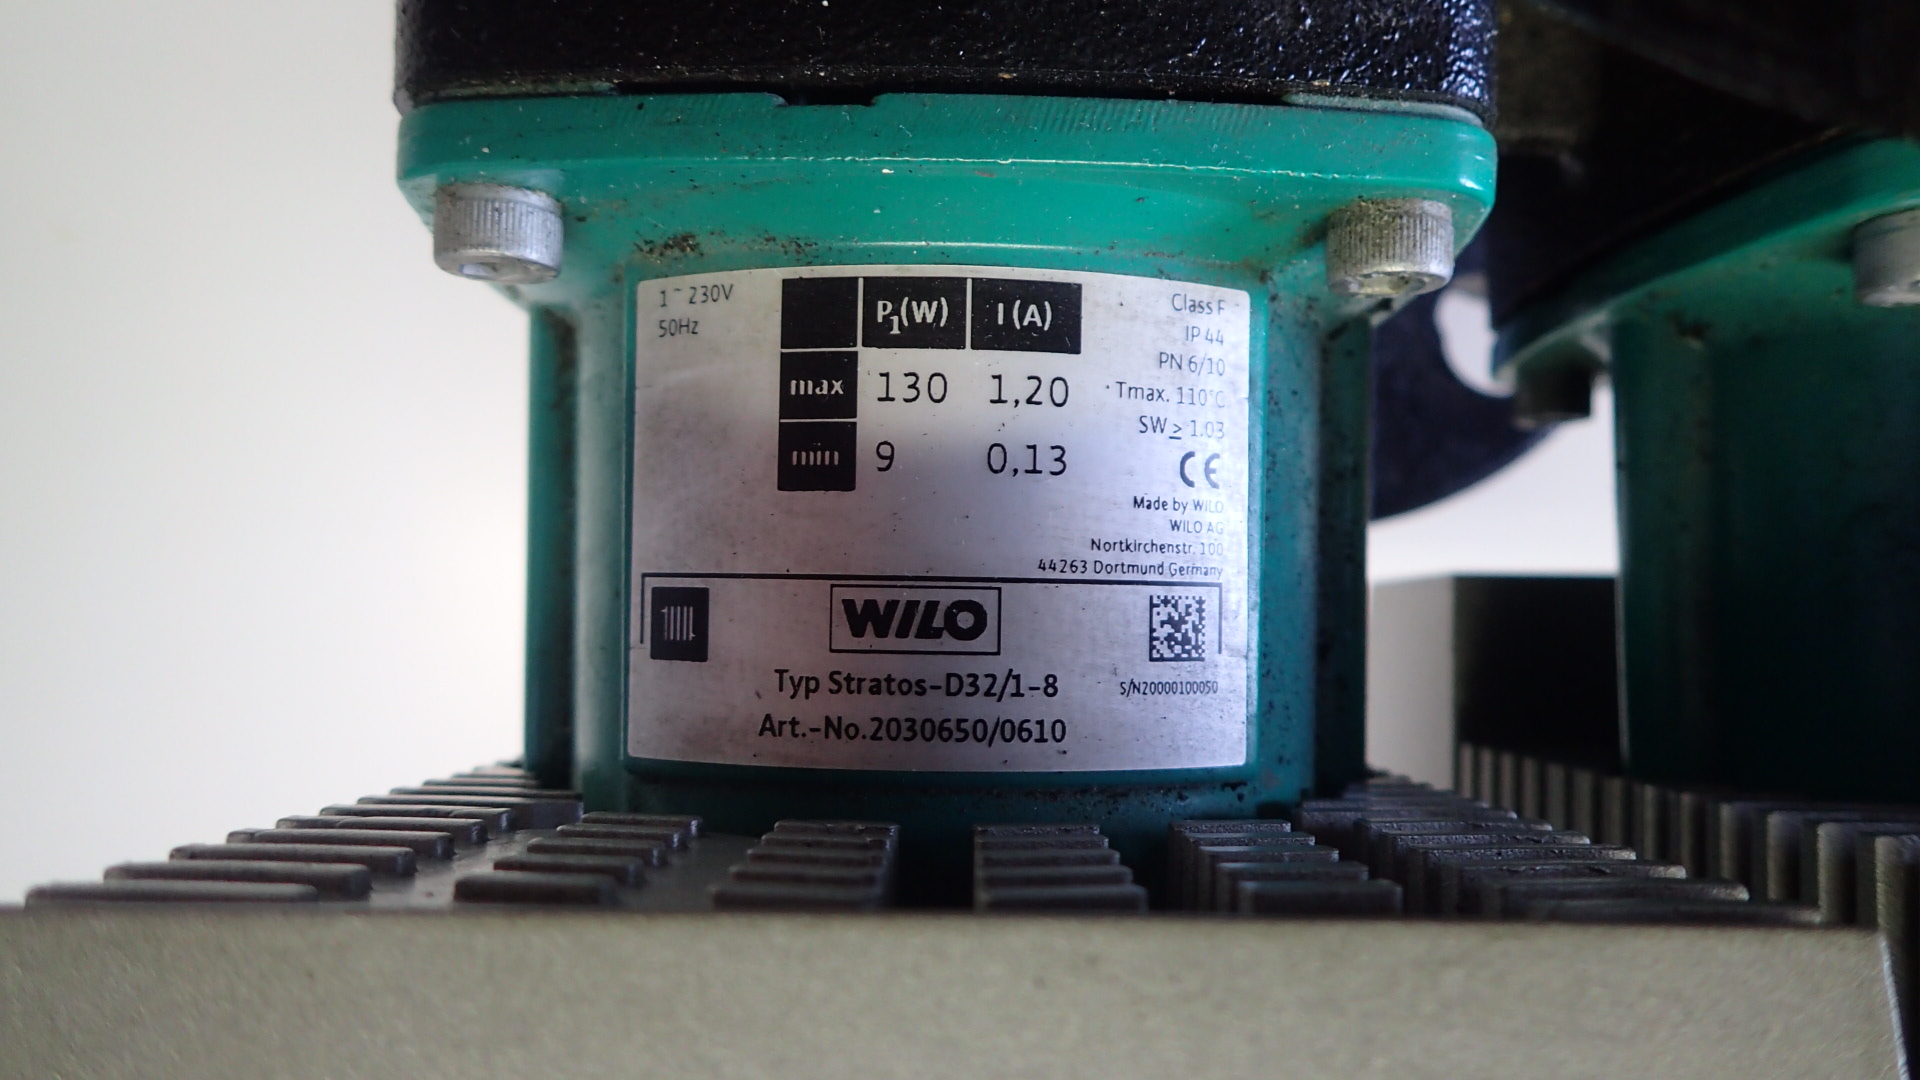 1~230V
50Hz
P1(W) I(A)
max 130 1,20
min 9 0,13
Class F
IP 44
PN 6/10
Tmax. 110°C
SW ≥ 1.03
CE
Made by WILO
WILO AG
Nortkirchenstr. 100
44263 Dortmund Germany
WILO
Typ Stratos-D32/1-8
S/N20000100050
Art.-No.2030650/0610